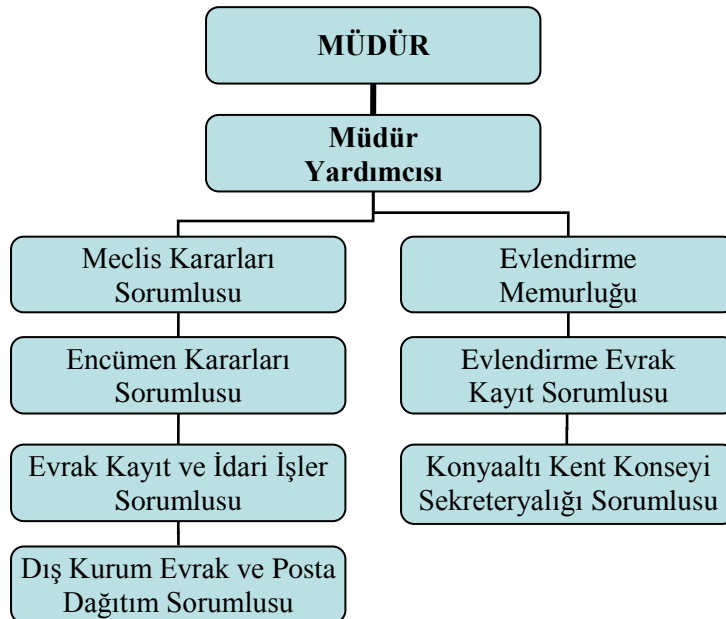 MÜDÜR
Müdür
Yardımcısı
Meclis Kararları
Sorumlusu
Evlendirme
Memurluğu
Encümen Kararları
Sorumlusu
Evlendirme Evrak
Kayıt Sorumlusu
Evrak Kayıt ve İdari İşler
Sorumlusu
Konyaaltı Kent Konseyi
Sekreteryalığı Sorumlusu
Dış Kurum Evrak ve Posta
Dağıtım Sorumlusu